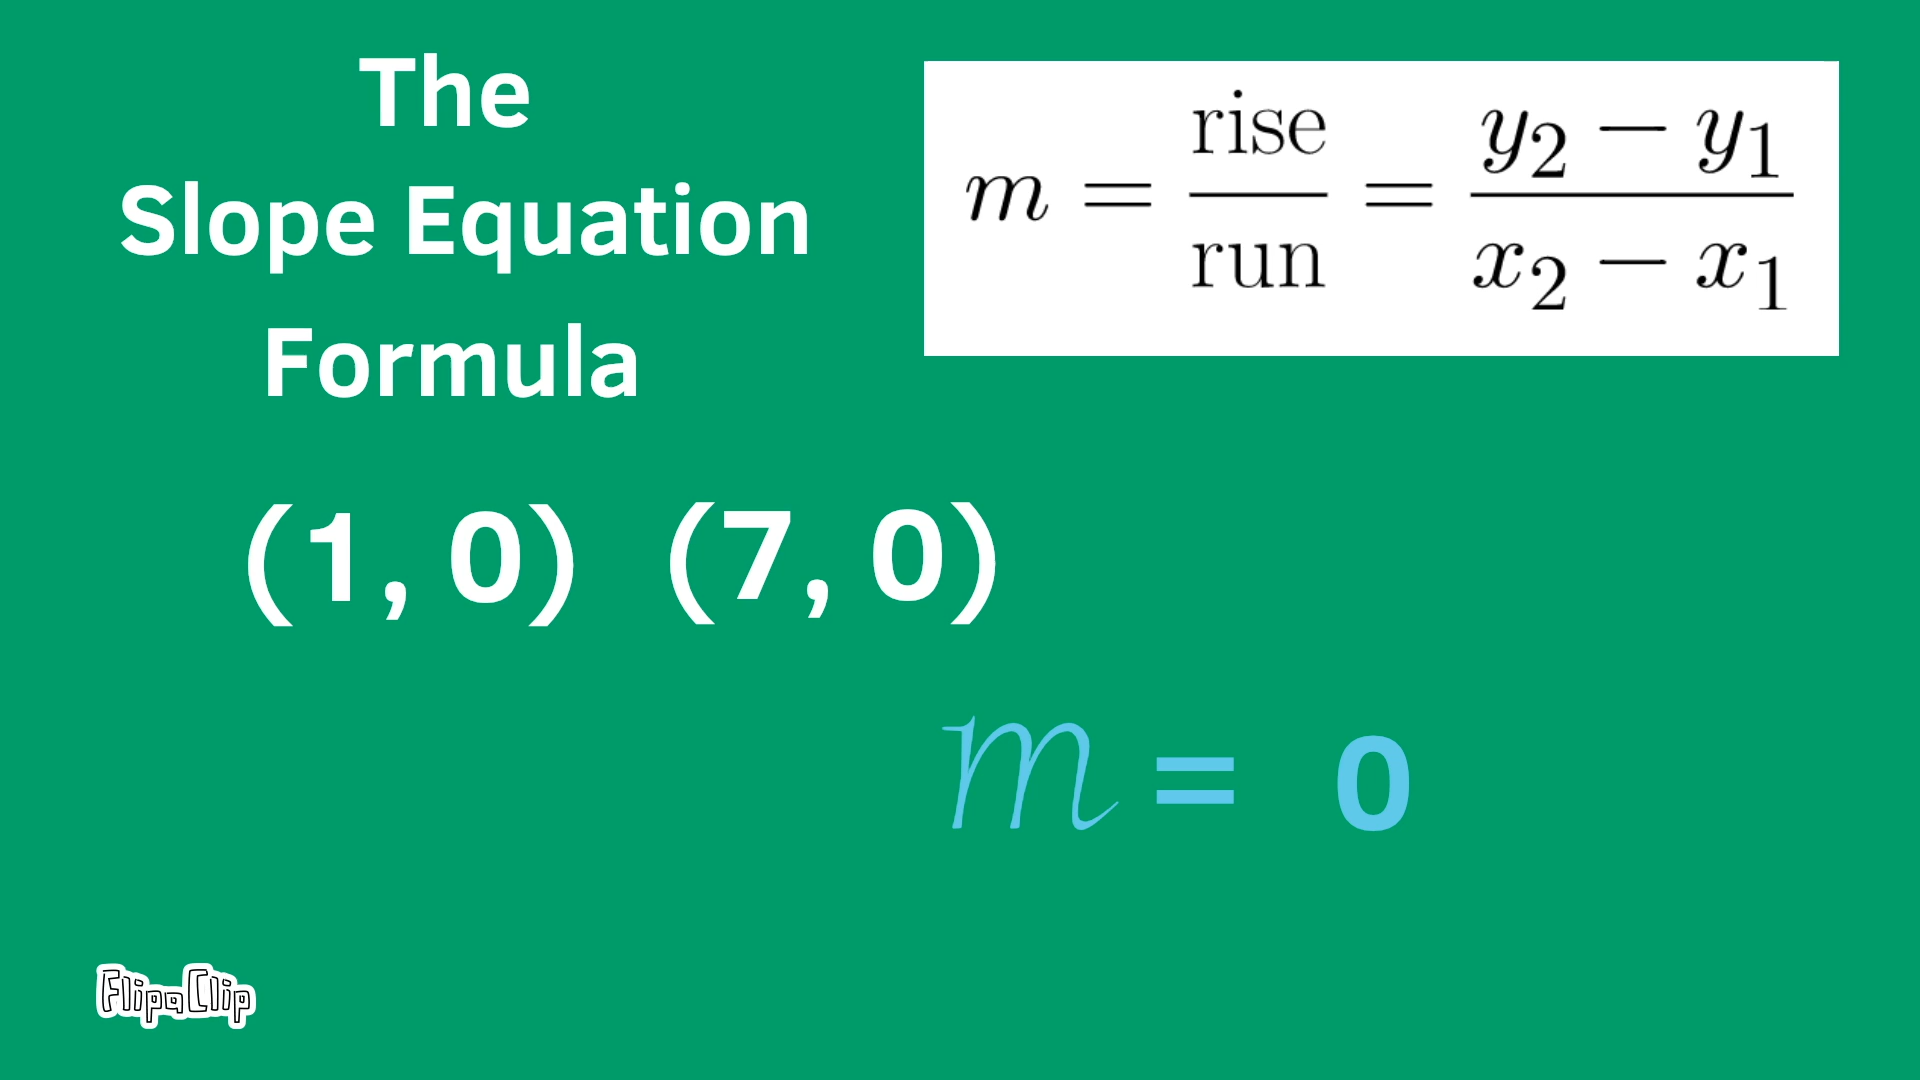 The
Slope Equation
Formula
m = rise/run = y₂ − y₁/x₂ − x₁
(1, 0) (7, 0)
m = 0
FlipaClip